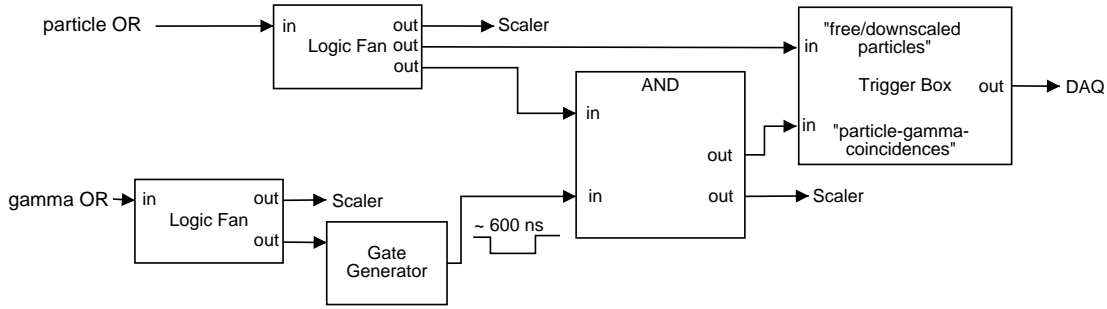 particle OR
in
out
out
out
Logic Fan
Scaler
in
"free/downscaled
particles"
Trigger Box
out
DAQ
in
"particle-gamma-
coincidences"
AND
in
in
out
out
Scaler
gamma OR
in
out
out
Logic Fan
Scaler
Gate
Generator
~ 600 ns